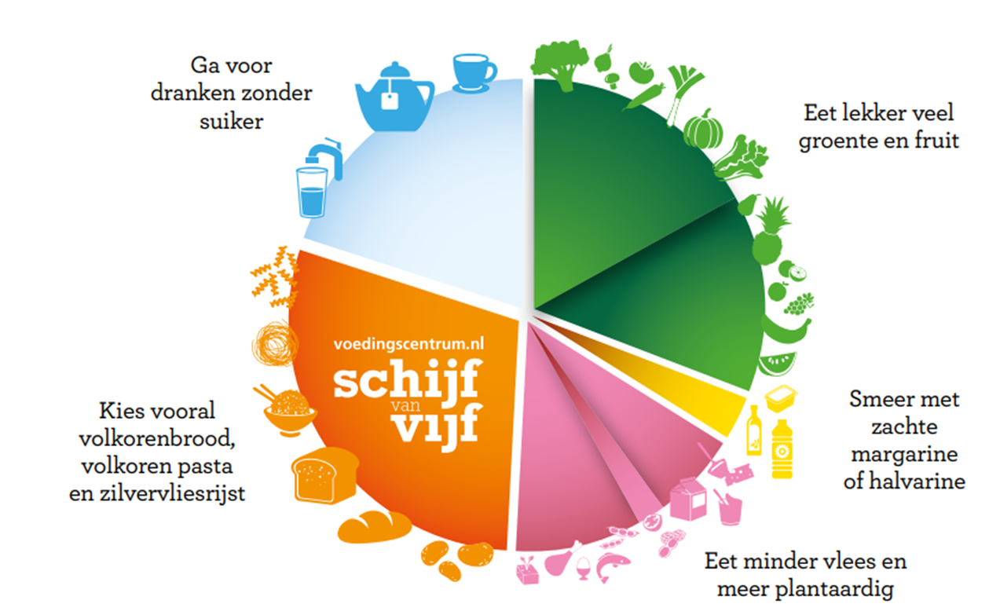 Ga voor
dranken zonder
suiker
Eet lekker veel
groente en fruit
voedingscentrum.nl
schijf
van
vijf
Kies vooral
volkorenbrood,
volkoren pasta
en zilvervliesrijst
Smeer met
zachte
margarine
of halvarine
Eet minder vlees en
meer plantaardig